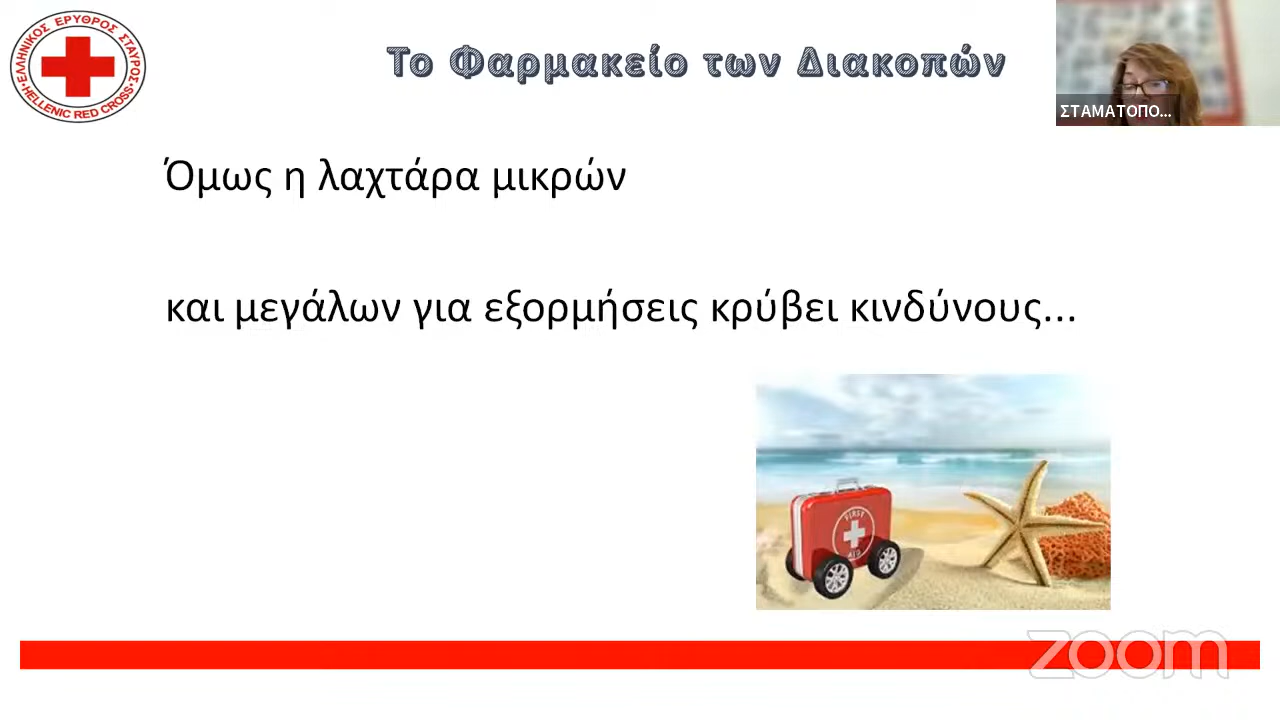 ΕΛΛΗΝΙΚΟΣ ΕΡΥΘΡΟΣ ΣΤΑΥΡΟΣ
HELLENIC RED CROSS
Το Φαρμακείο των Διακοπών
ΣΤΑΜΑΤΟΠΟ...
Όμως η λαχτάρα μικρών
και μεγάλων για εξορμήσεις κρύβει κινδύνους...
FIRST
AID
zoom